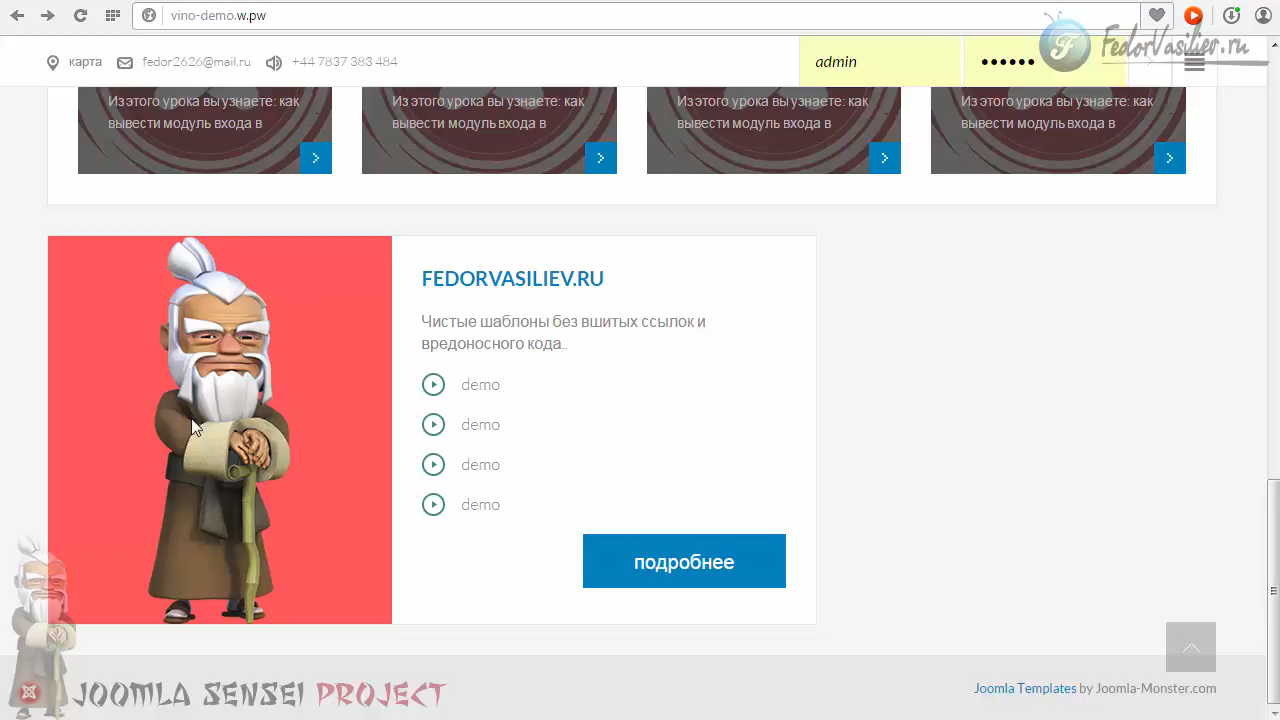 vino-demo.w.pw
карта
fedor2626@mail.ru
+44 7837 383 484
admin
••••••
FedorVasiliev.ru
Из этого урока вы узнаете: как
вывести модуль входа в
Из этого урока вы узнаете: как
вывести модуль входа в
Из этого урока вы узнаете: как
вывести модуль входа в
Из этого урока вы узнаете: как
вывести модуль входа в
FEDORVASILIEV.RU
Чистые шаблоны без вшитых ссылок и
вредоносного кода..
demo
demo
demo
demo
подробнее
JOOMLA SENSEI PROJECT
Joomla Templates by Joomla-Monster.com